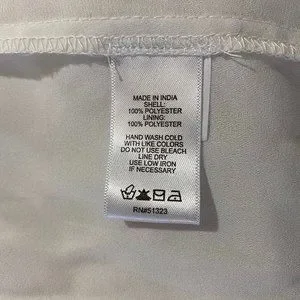 MADE IN INDIA
SHELL:
100% POLYESTER
LINING:
100% POLYESTER
HAND WASH COLD
WITH LIKE COLORS
DO NOT USE BLEACH
LINE DRY
USE LOW IRON
IF NECESSARY
RN#51323